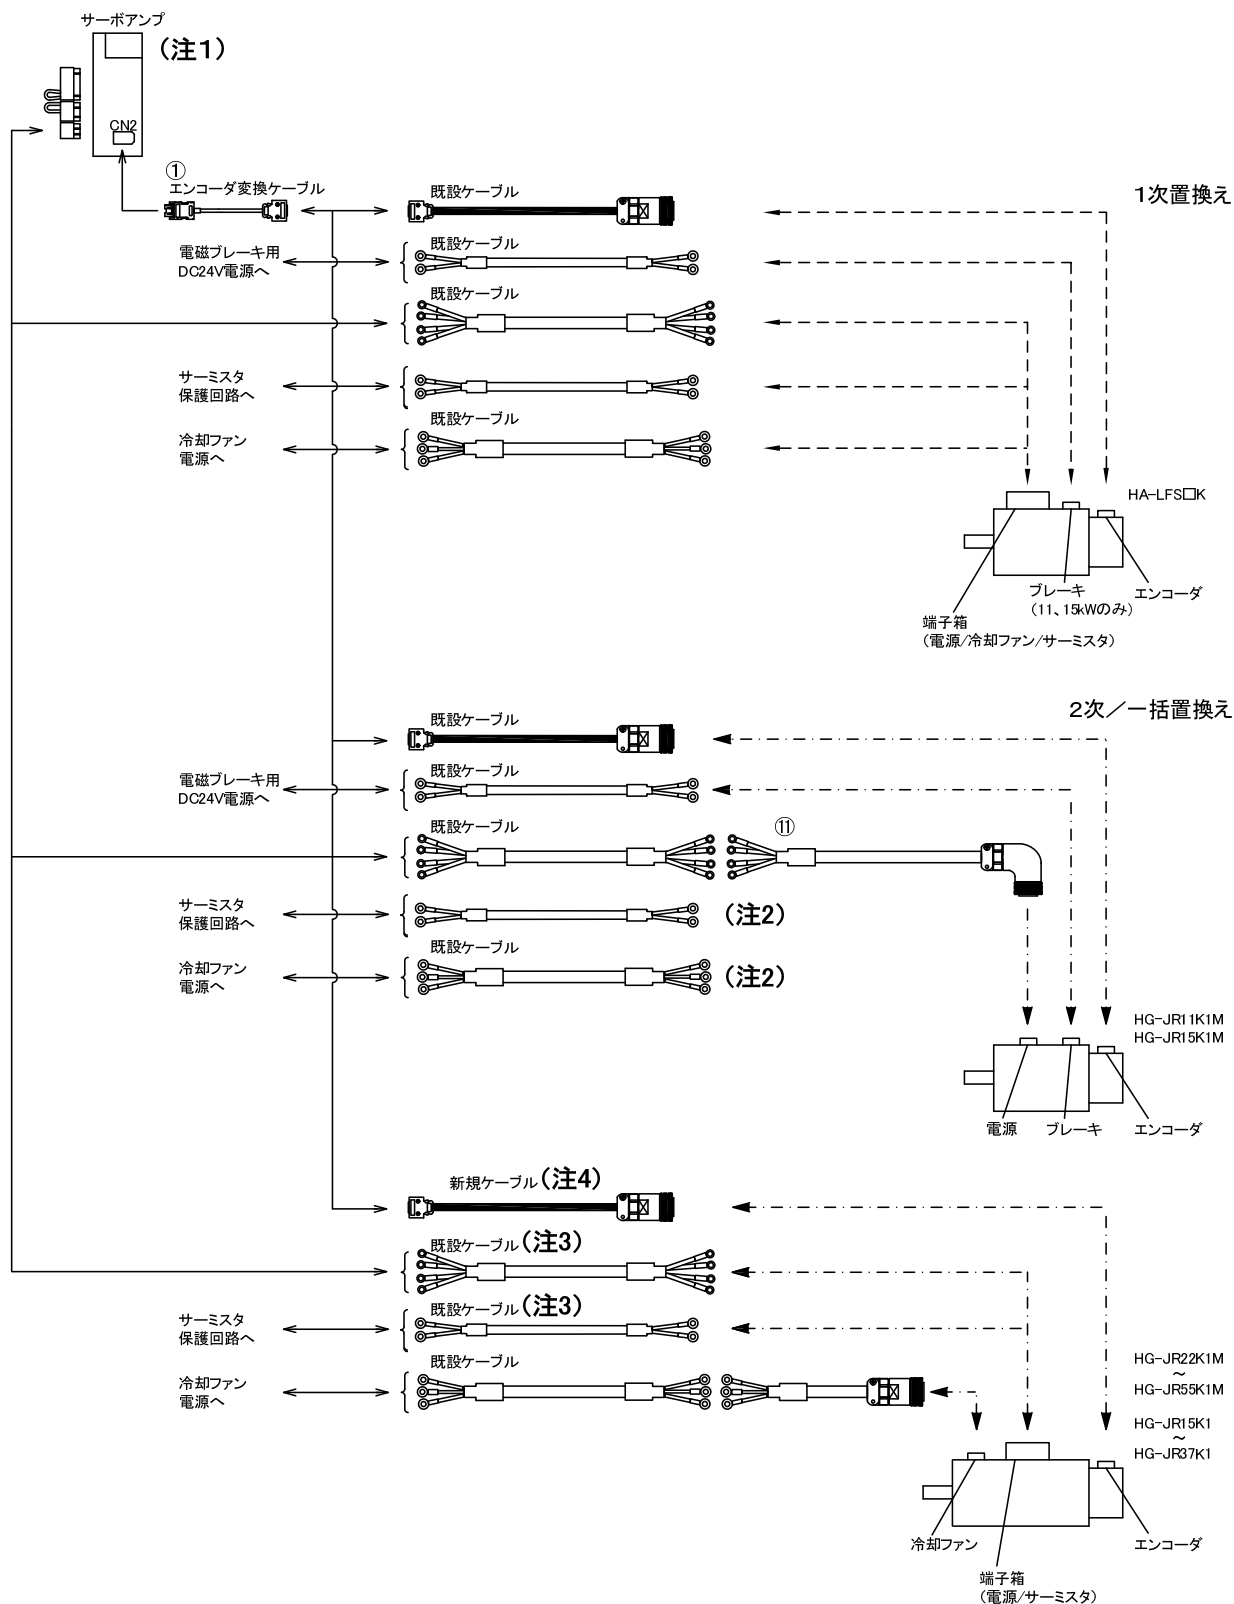 サーボアンプ
(注1)
CN2
①
エンコーダ変換ケーブル
既設ケーブル
1次置換え
電磁ブレーキ用
DC24V電源へ
既設ケーブル
既設ケーブル
サーミスタ
保護回路へ
既設ケーブル
冷却ファン
電源へ
HA-LFS□K
ブレーキ
(11、15kWのみ)
エンコーダ
端子箱
(電源/冷却ファン/サーミスタ)
2次/一括置換え
既設ケーブル
電磁ブレーキ用
DC24V電源へ
既設ケーブル
既設ケーブル
⑪
サーミスタ
保護回路へ
(注2)
既設ケーブル
冷却ファン
電源へ
(注2)
HG-JR11K1M
HG-JR15K1M
電源
ブレーキ
エンコーダ
新規ケーブル(注4)
既設ケーブル(注3)
既設ケーブル(注3)
サーミスタ
保護回路へ
既設ケーブル
冷却ファン
電源へ
HG-JR22K1M
～
HG-JR55K1M
HG-JR15K1
～
HG-JR37K1
冷却ファン
エンコーダ
端子箱
(電源/サーミスタ)